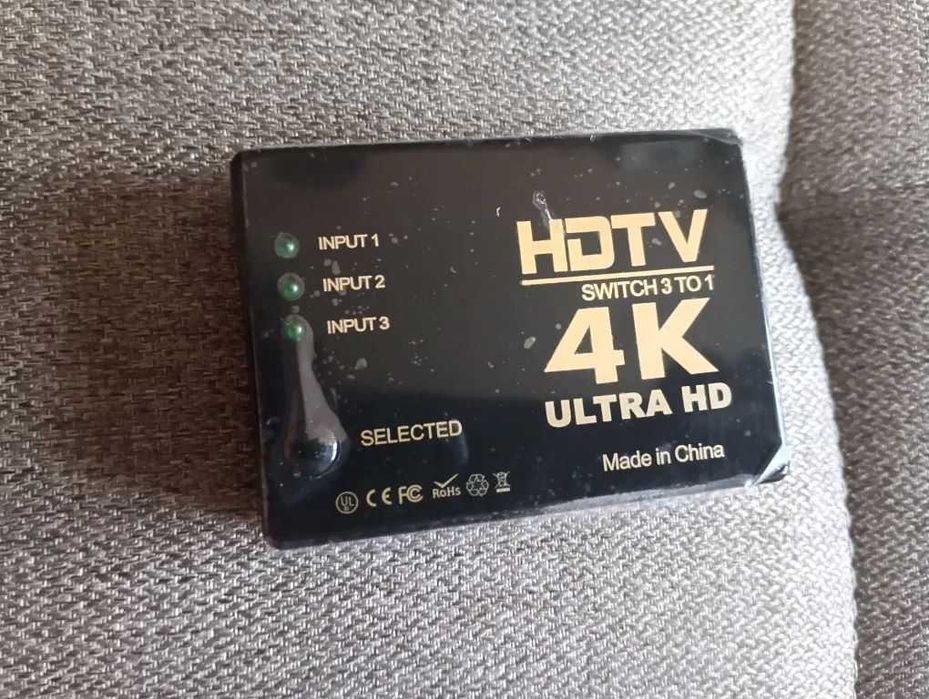 INPUT 1
INPUT 2
INPUT 3
SELECTED
UL CE FC RoHS
HDTV
SWITCH 3 TO 1
4K
ULTRA HD
Made in China